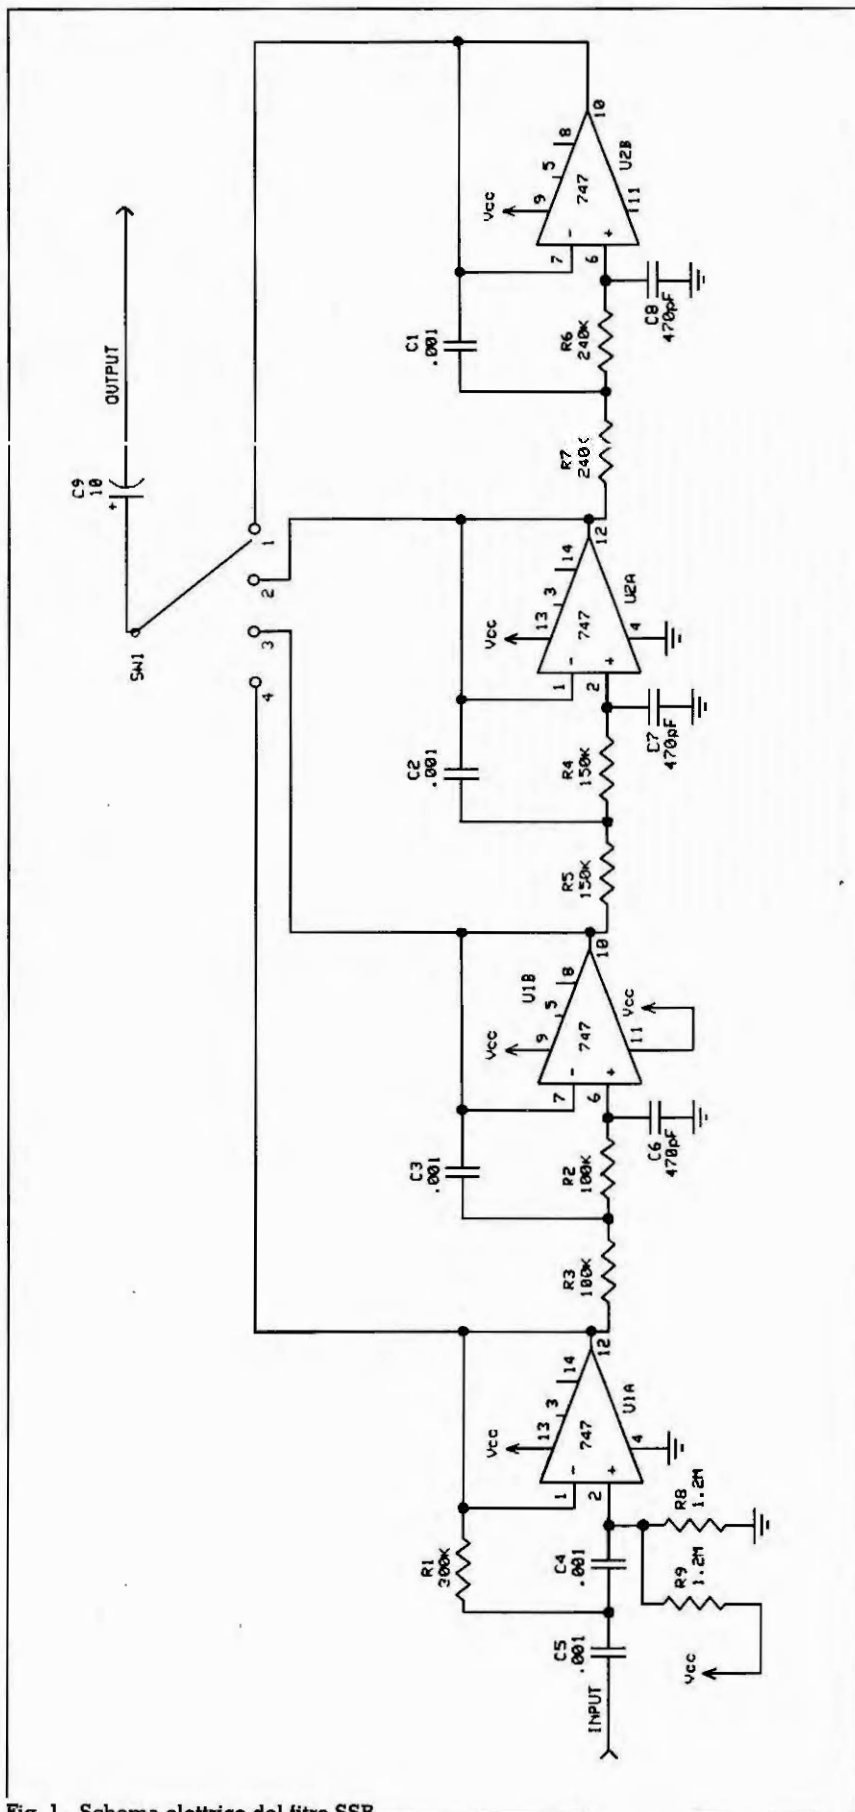 INPUT
C5
.001
C4
.001
R1
300K
Vcc
R9
1.2M
R8
1.2M
Vcc
13
3
14
1
-
747
2
+
4
12
U1A
R3
100K
R2
100K
C3
.001
C6
470pF
Vcc
9
5
8
U1B
7
-
747
6
+
11
10
Vcc
R5
150K
R4
150K
C2
.001
C7
470pF
Vcc
13
3
14
1
-
747
2
+
4
12
U2A
SW1
4
3
2
1
C9
10
+
OUTPUT
R7
240K
R6
240K
C1
.001
C8
470pF
Vcc
9
5
8
7
-
747
6
+
11
10
U2B
Fig. 1 - Schema elettrico del fitro SSB